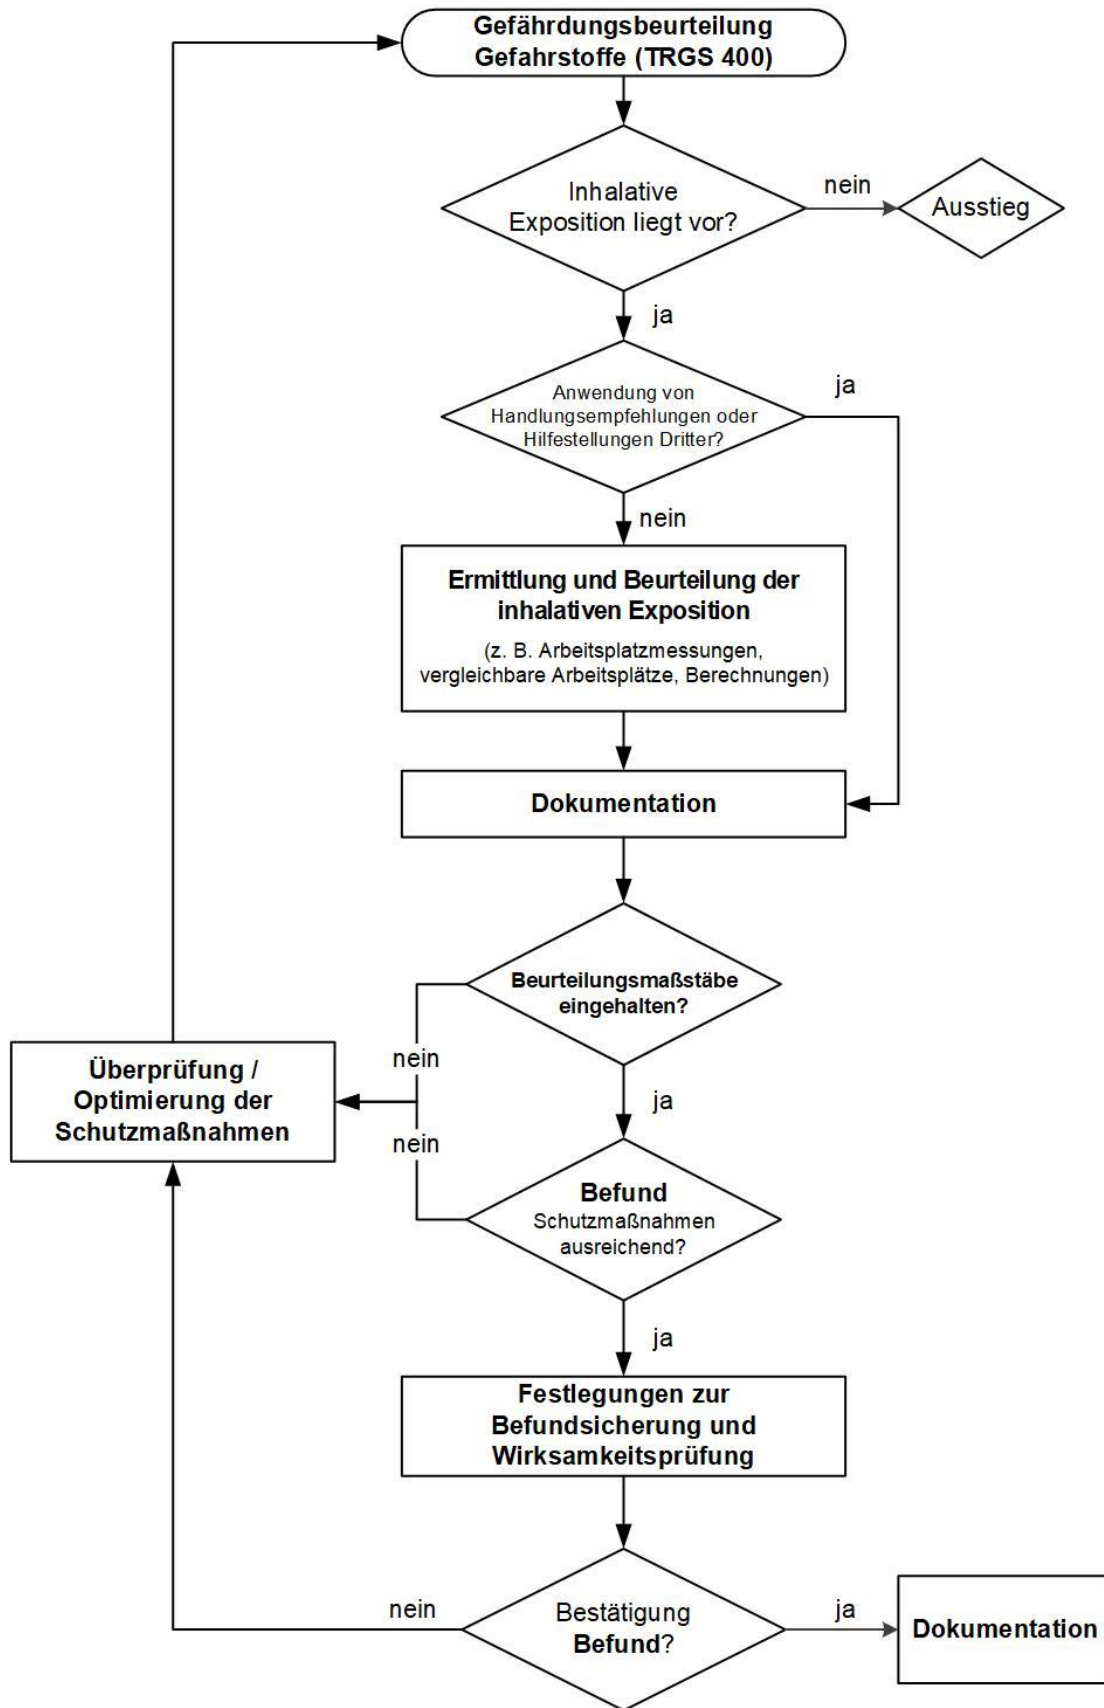 Gefährdungsbeurteilung
Gefahrstoffe (TRGS 400)
Inhalative
Exposition liegt vor?
nein
Ausstieg
ja
Anwendung von
Handlungsempfehlungen oder
Hilfestellungen Dritter?
ja
nein
Ermittlung und Beurteilung der
inhalativen Exposition
(z. B. Arbeitsplatzmessungen,
vergleichbare Arbeitsplätze, Berechnungen)
Dokumentation
Beurteilungsmaßstäbe
eingehalten?
nein
ja
Überprüfung /
Optimierung der
Schutzmaßnahmen
nein
Befund
Schutzmaßnahmen
ausreichend?
ja
Festlegungen zur
Befundsicherung und
Wirksamkeitsprüfung
nein
Bestätigung
Befund?
ja
Dokumentation